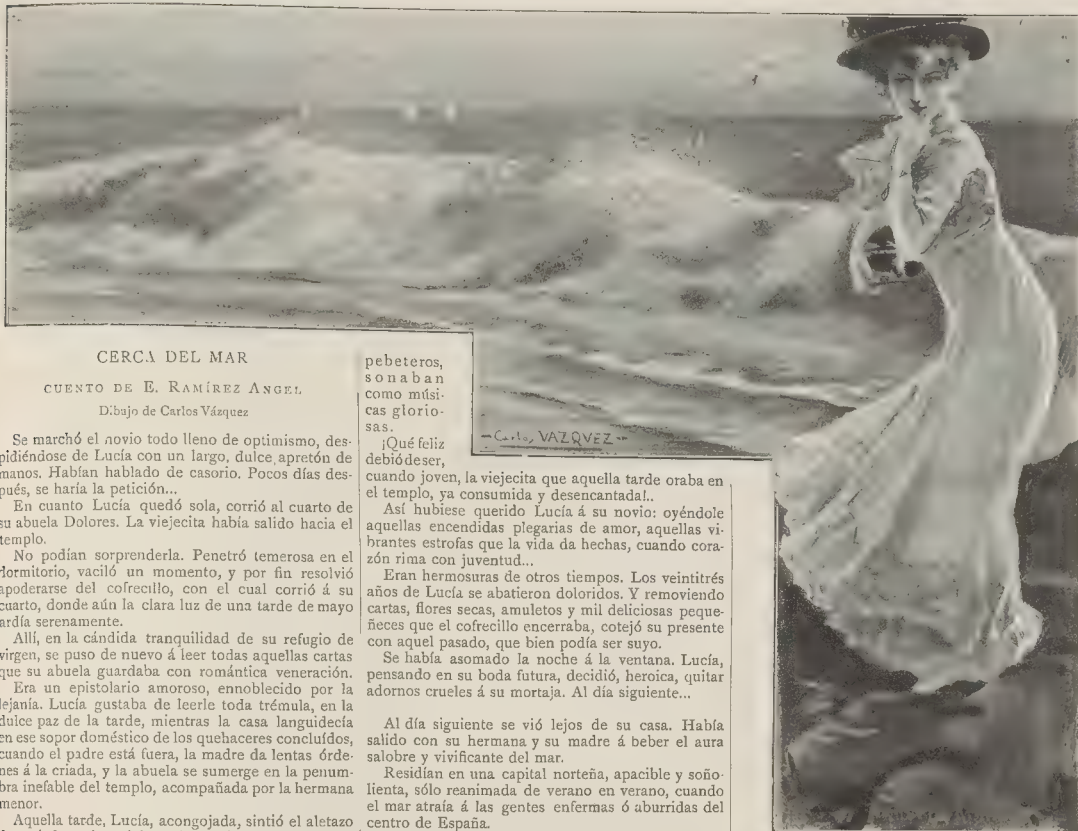 CERCA DEL MAR
CUENTO DE E. RAMÍREZ ANGEL
Dibujo de Carlos Vázquez
Se marchó el novio todo lleno de optimismo, des-
pidiéndose de Lucía con un largo, dulce apretón de
manos. Habían hablado de casorio. Pocos días des-
pués, se haría la petición...
En cuanto Lucía quedó sola, corrió al cuarto de
su abuela Dolores. La viejecita había salido hacia el
templo.
No podían sorprenderla. Penetró temerosa en el
dormitorio, vaciló un momento, y por fin resolvió
apoderarse del cofrecillo, con el cual corrió á su
cuarto, donde aún la clara luz de una tarde de mayo
ardía serenamente.
Allí, en la cándida tranquilidad de su refugio de
virgen, se puso de nuevo á leer todas aquellas cartas
que su abuela guardaba con romántica veneración.
Era un epistolario amoroso, ennoblecido por la
lejanía. Lucía gustaba de leerle toda trémula, en la
dulce paz de la tarde, mientras la casa languidecía
en ese sopor doméstico de los quehaceres concluídos,
cuando el padre está fuera, la madre da lentas órde-
nes á la criada, y la abuela se sumerge en la penum-
bra inefable del templo, acompañada por la hermana
menor.
Aquella tarde, Lucía, acongojada, sintió el aletazo
pebeteros,
sonaban
como músi-
cas glorio-
sas.
¡Qué feliz
debió de ser,
cuando joven, la viejecita que aquella tarde oraba en
el templo, ya consumida y desencantada!..
Así hubiese querido Lucía á su novio: oyéndole
aquellas encendidas plegarias de amor, aquellas vi-
brantes estrofas que la vida da hechas, cuando cora-
zón rima con juventud...
Eran hermosuras de otros tiempos. Los veintitrés
años de Lucía se abatieron doloridos. Y removiendo
cartas, flores secas, amuletos y mil deliciosas peque-
ñeces que el cofrecillo encerraba, cotejó su presente
con aquel pasado, que bien podía ser suyo.
Se había asomado la noche á la ventana. Lucía,
pensando en su boda futura, decidió, heroica, quitar
adornos crueles á su mortaja. Al día siguiente...
Al día siguiente se vió lejos de su casa. Había
salido con su hermana y su madre á beber el aura
salobre y vivificante del mar.
Residían en una capital norteña, apacible y soño-
lienta, sólo reanimada de verano en verano, cuando
el mar atraía á las gentes enfermas ó aburridas del
centro de España.
Carlos VAZQVEZ